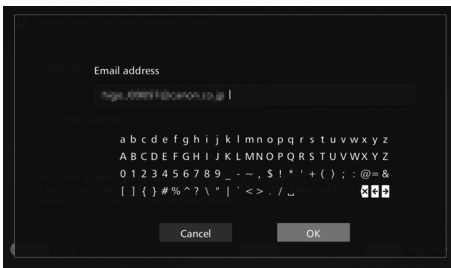 Email address
a b c d e f g h i j k l m n o p q r s t u v w x y z
A B C D E F G H I J K L M N O P Q R S T U V W X Y Z
0 1 2 3 4 5 6 7 8 9 _ - ~ , $ ! * ' + ( ) ; : @ = &
[ ] { } # % ^ ? \ " | ` < > . / ␣
Cancel OK